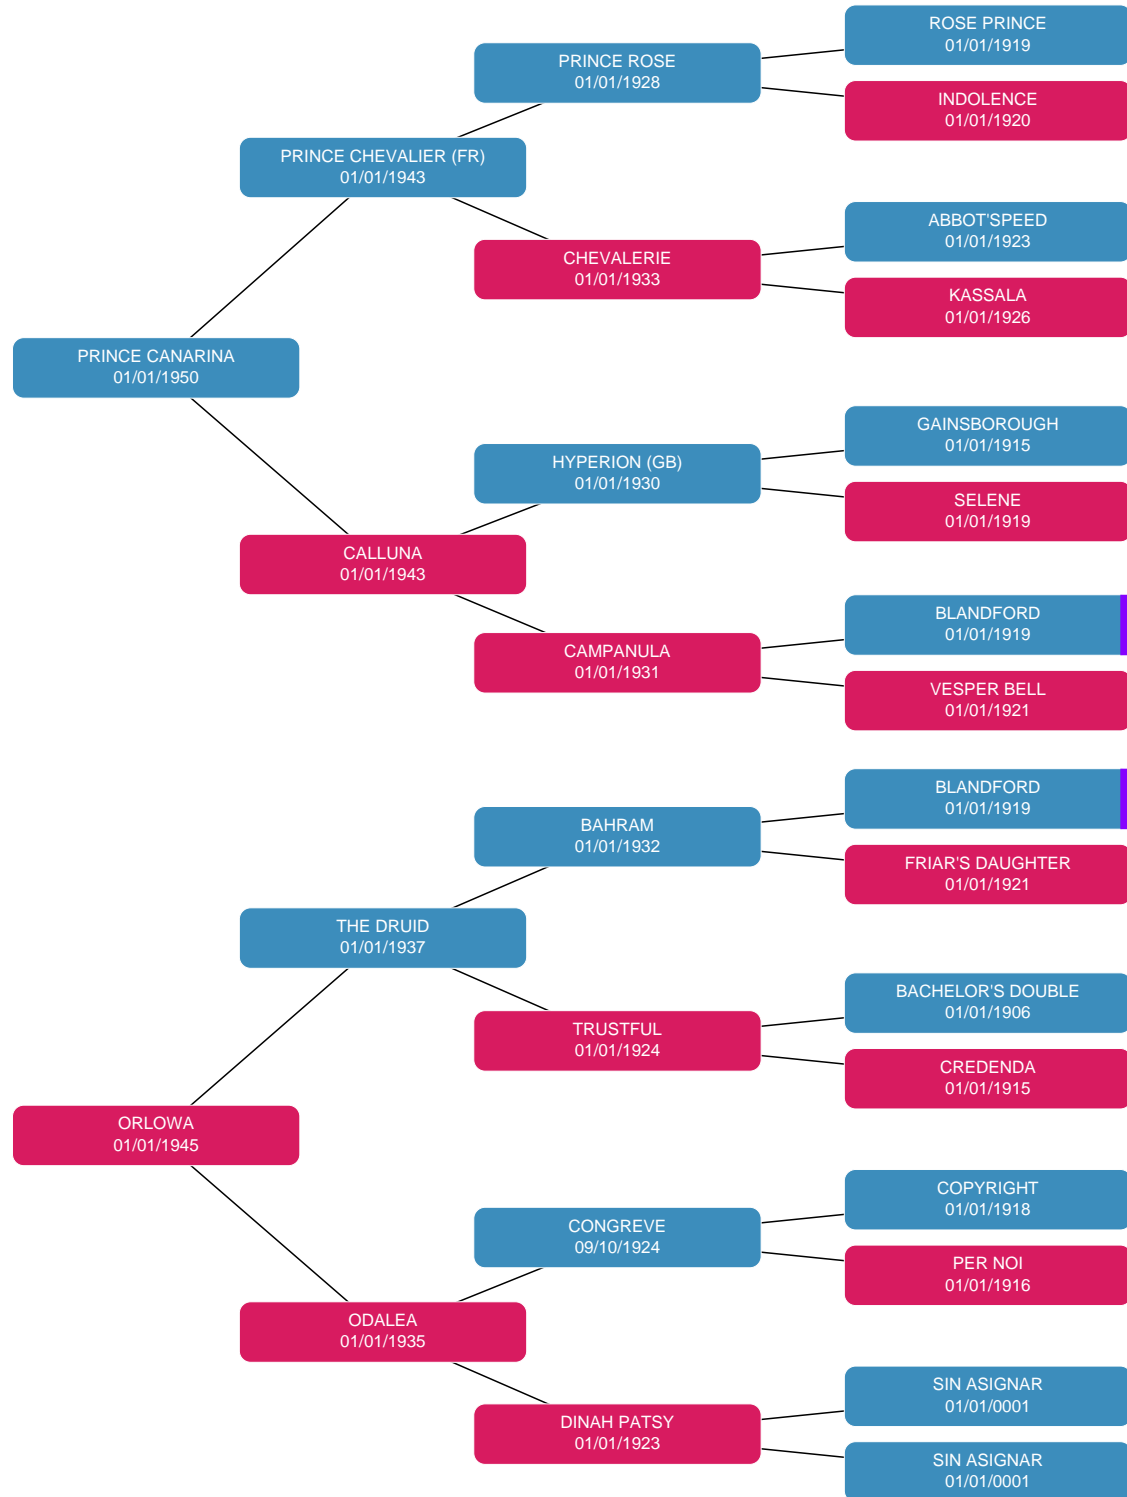 ROSE PRINCE
01/01/1919
PRINCE ROSE
01/01/1928
INDOLENCE
01/01/1920
PRINCE CHEVALIER (FR)
01/01/1943
ABBOT'SPEED
01/01/1923
CHEVALERIE
01/01/1933
KASSALA
01/01/1926
PRINCE CANARINA
01/01/1950
GAINSBOROUGH
01/01/1915
HYPERION (GB)
01/01/1930
SELENE
01/01/1919
CALLUNA
01/01/1943
BLANDFORD
01/01/1919
CAMPANULA
01/01/1931
VESPER BELL
01/01/1921
BLANDFORD
01/01/1919
BAHRAM
01/01/1932
FRIAR'S DAUGHTER
01/01/1921
THE DRUID
01/01/1937
BACHELOR'S DOUBLE
01/01/1906
TRUSTFUL
01/01/1924
CREDENDA
01/01/1915
ORLOWA
01/01/1945
COPYRIGHT
01/01/1918
CONGREVE
09/10/1924
PER NOI
01/01/1916
ODALEA
01/01/1935
SIN ASIGNAR
01/01/0001
DINAH PATSY
01/01/1923
SIN ASIGNAR
01/01/0001